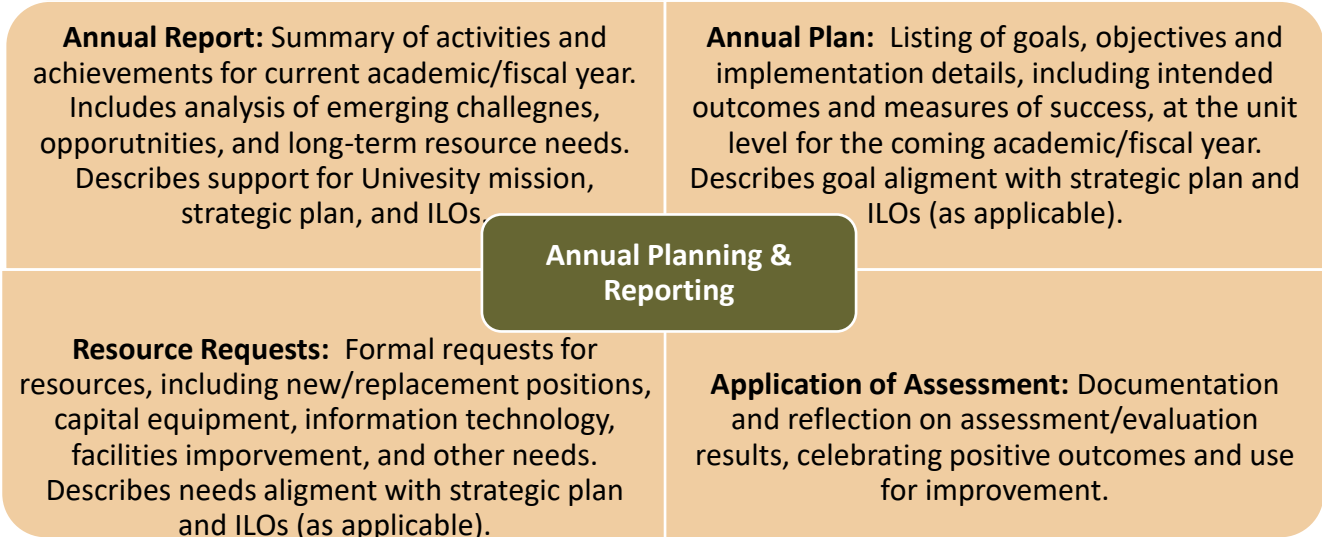 Annual Report: Summary of activities and
achievements for current academic/fiscal year.
Includes analysis of emerging challegnes,
opporutnities, and long-term resource needs.
Describes support for Univesity mission,
strategic plan, and ILOs.
Annual Plan: Listing of goals, objectives and
implementation details, including intended
outcomes and measures of success, at the unit
level for the coming academic/fiscal year.
Describes goal aligment with strategic plan and
ILOs (as applicable).
Annual Planning &
Reporting
Resource Requests: Formal requests for
resources, including new/replacement positions,
capital equipment, information technology,
facilities imporvement, and other needs.
Describes needs aligment with strategic plan
and ILOs (as applicable).
Application of Assessment: Documentation
and reflection on assessment/evaluation
results, celebrating positive outcomes and use
for improvement.